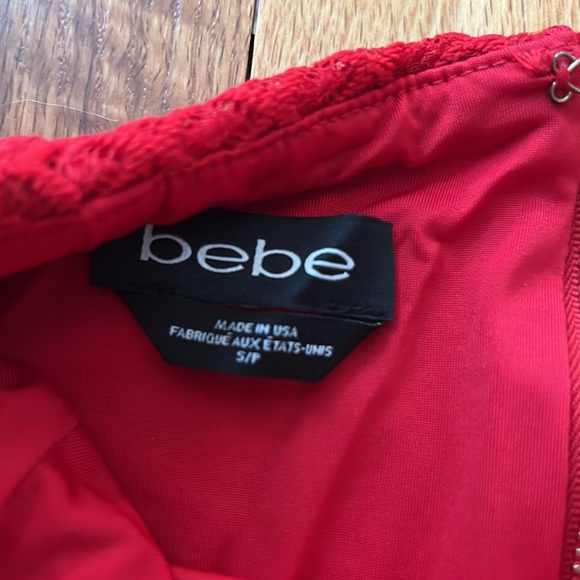 bebe
MADE IN USA
FABRIQUÉ AUX ÉTATS-UNIS
S/P